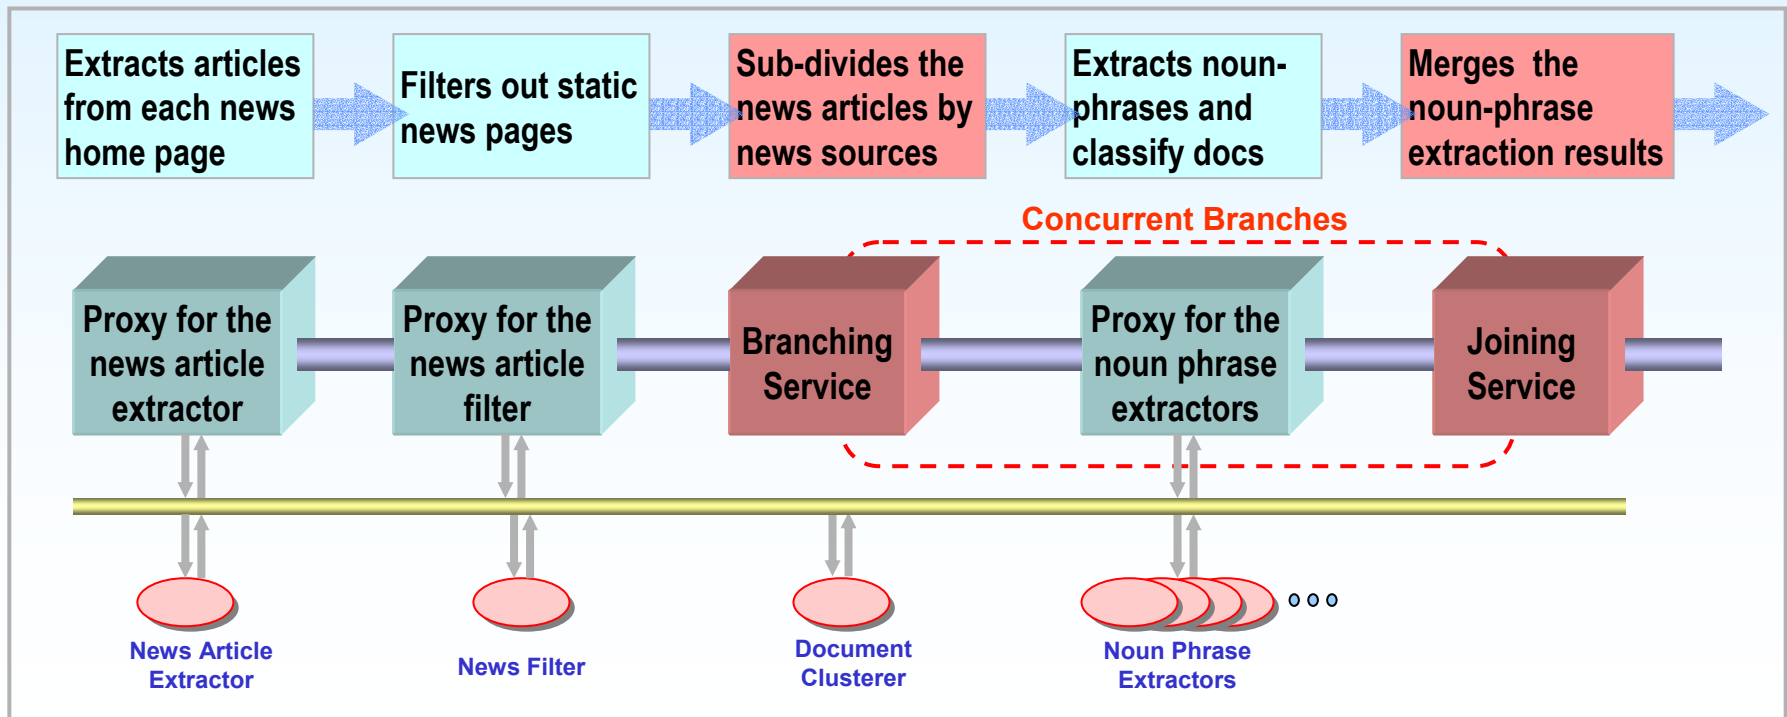 Extracts articles
from each news
home page
Filters out static
news pages
Sub-divides the
news articles by
news sources
Extracts noun-
phrases and
classify docs
Merges the
noun-phrase
extraction results
Concurrent Branches
Proxy for the
news article
extractor
Proxy for the
news article
filter
Branching
Service
Proxy for the
noun phrase
extractors
Joining
Service
News Article
Extractor
News Filter
Document
Clusterer
Noun Phrase
Extractors